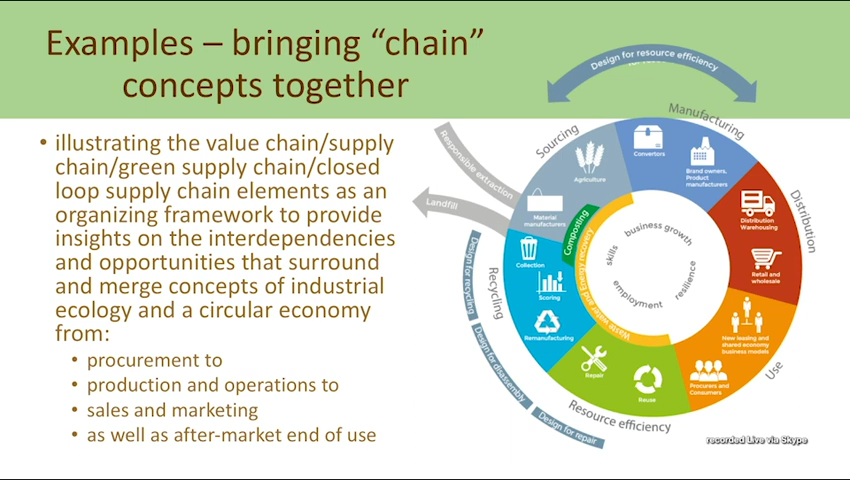 Examples – bringing “chain”
concepts together
• illustrating the value chain/supply
chain/green supply chain/closed
loop supply chain elements as an
organizing framework to provide
insights on the interdependencies
and opportunities that surround
and merge concepts of industrial
ecology and a circular economy
from:
• procurement to
• production and operations to
• sales and marketing
• as well as after-market end of use
Design for resource efficiency
Sourcing
Manufacturing
Distribution
Use
Resource efficiency
Recycling
Responsible extraction
Landfill
Agriculture
Material
manufacturers
Convertors
Brand owners,
Product
manufacturers
Distribution
Warehousing
Retail and
wholesale
New leasing and
shared economy
business models
Procurers and
Consumers
Reuse
Repair
Remanufacturing
Scoring
Collection
Composting
Waste water and Energy recovery
business growth
resilience
employment
skills
Design for recycling
Design for disassembly
Design for repair
recorded Live via Skype